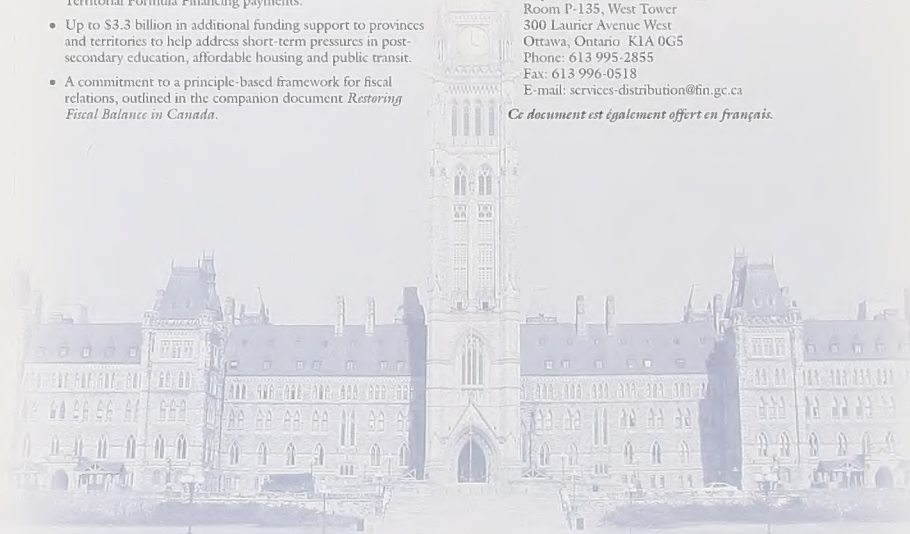 Territorial Formula Financing payments.
• Up to $3.3 billion in additional funding support to provinces
and territories to help address short-term pressures in post-
secondary education, affordable housing and public transit.
• A commitment to a principle-based framework for fiscal
relations, outlined in the companion document Restoring
Fiscal Balance in Canada.
Room P-135, West Tower
300 Laurier Avenue West
Ottawa, Ontario K1A 0G5
Phone: 613 995-2855
Fax: 613 996-0518
E-mail: services-distribution@fin.gc.ca
Ce document est également offert en français.